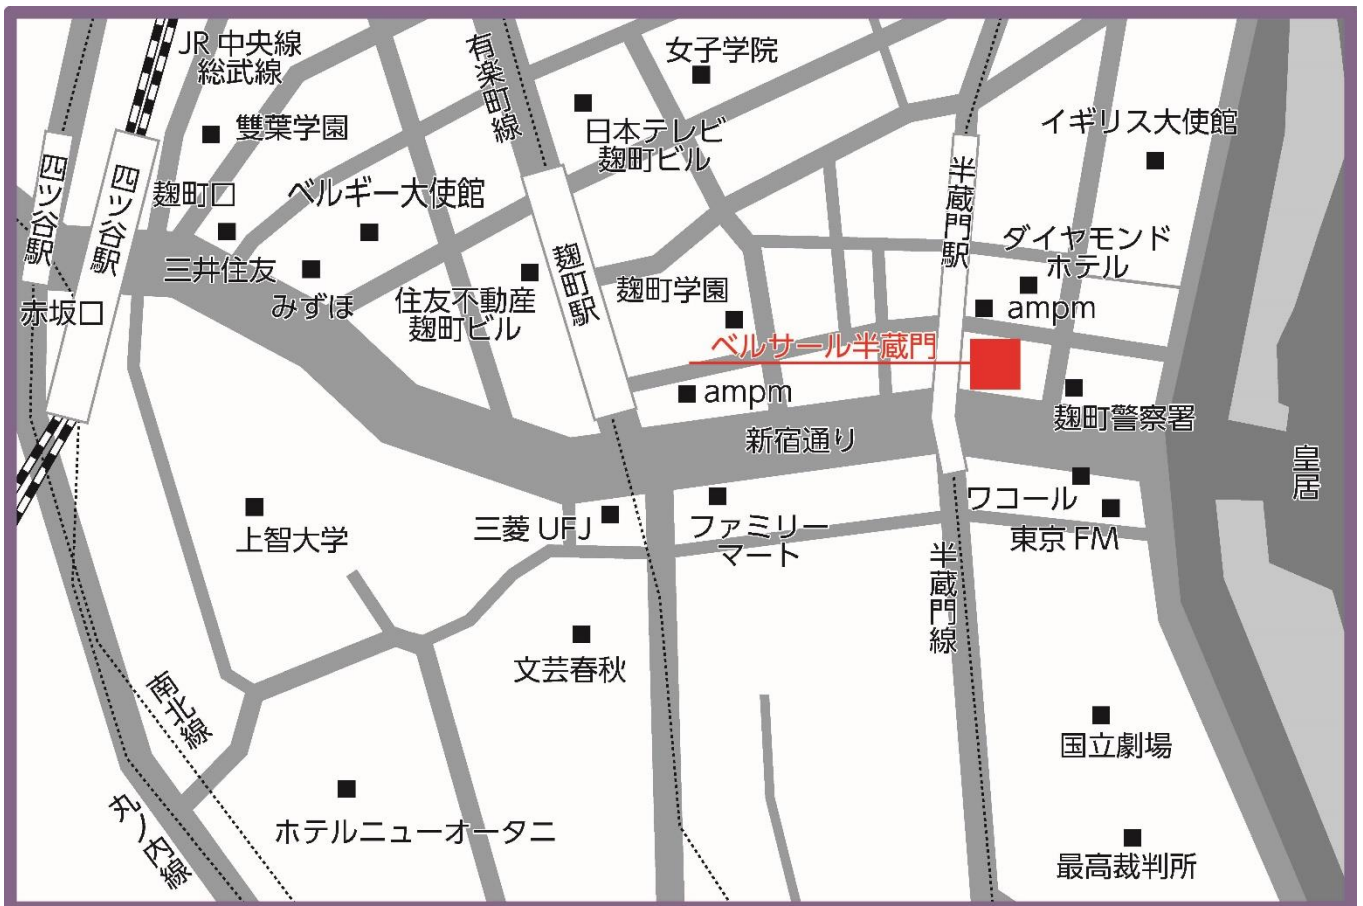 JR 中央線
総武線
有楽町線
女子学院
雙葉学園
日本テレビ
麹町ビル
イギリス大使館
四ツ谷駅
四ツ谷駅
麹町口
ベルギー大使館
半蔵門駅
ダイヤモンド
ホテル
三井住友
みずほ
住友不動産
麹町ビル
麹町駅
麹町学園
ampm
赤坂口
ベルサール半蔵門
ampm
麹町警察署
新宿通り
皇居
上智大学
三菱 UFJ
ファミリー
マート
ワコール
東京 FM
半蔵門線
文芸春秋
南北線
国立劇場
丸ノ内線
ホテルニューオータニ
最高裁判所